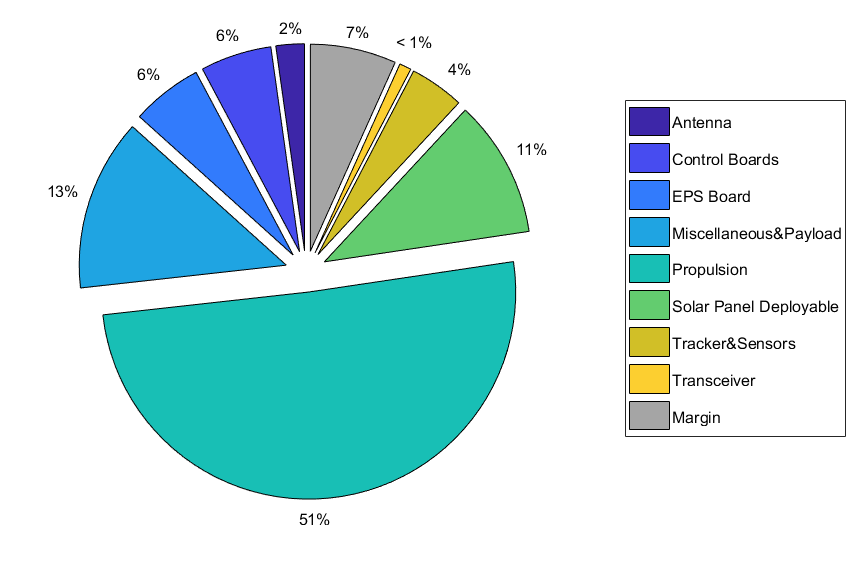 2%
7%
< 1%
6%
4%
6%
11%
13%
51%
Antenna
Control Boards
EPS Board
Miscellaneous&Payload
Propulsion
Solar Panel Deployable
Tracker&Sensors
Transceiver
Margin